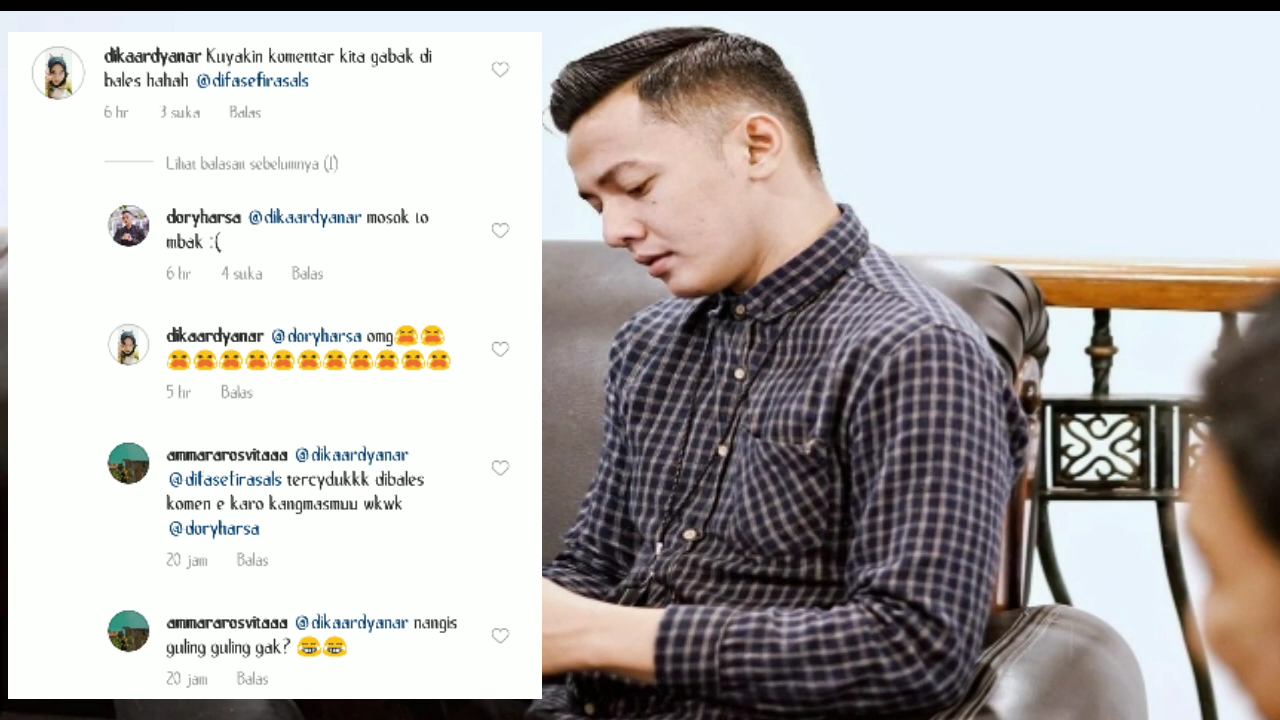 dikaardyanar Kuyakin komentar kita gabak di
bales hahah @difasefirasals
6 hr 3 suka Balas
Lihat balasan sebelumnya (1)
doryharsa @dikaardyanar mosok to
mbak :(
6 hr 4 suka Balas
dikaardyanar @doryharsa omg😭😭
😭😭😭😭😭😭😭😭😭😭😭
5 hr Balas
ammararosvitaaa @dikaardyanar
@difasefirasals tercydukkk dibales
komen e karo kangmasmuu wkwk
@doryharsa
20 jam Balas
ammararosvitaaa @dikaardyanar nangis
guling guling gak? 😂😂
20 jam Balas